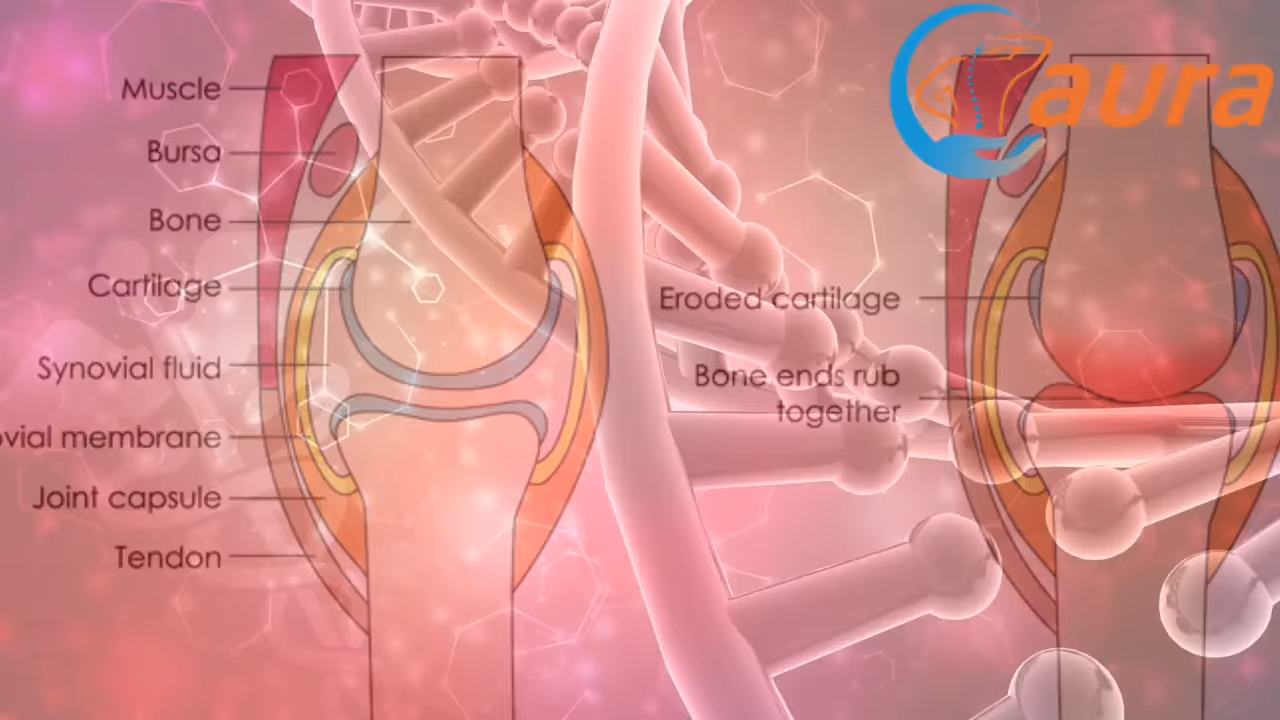 Muscle
Bursa
Bone
Cartilage
Synovial fluid
ovial membrane
Joint capsule
Tendon
Eroded cartilage
Bone ends rub
together
aura